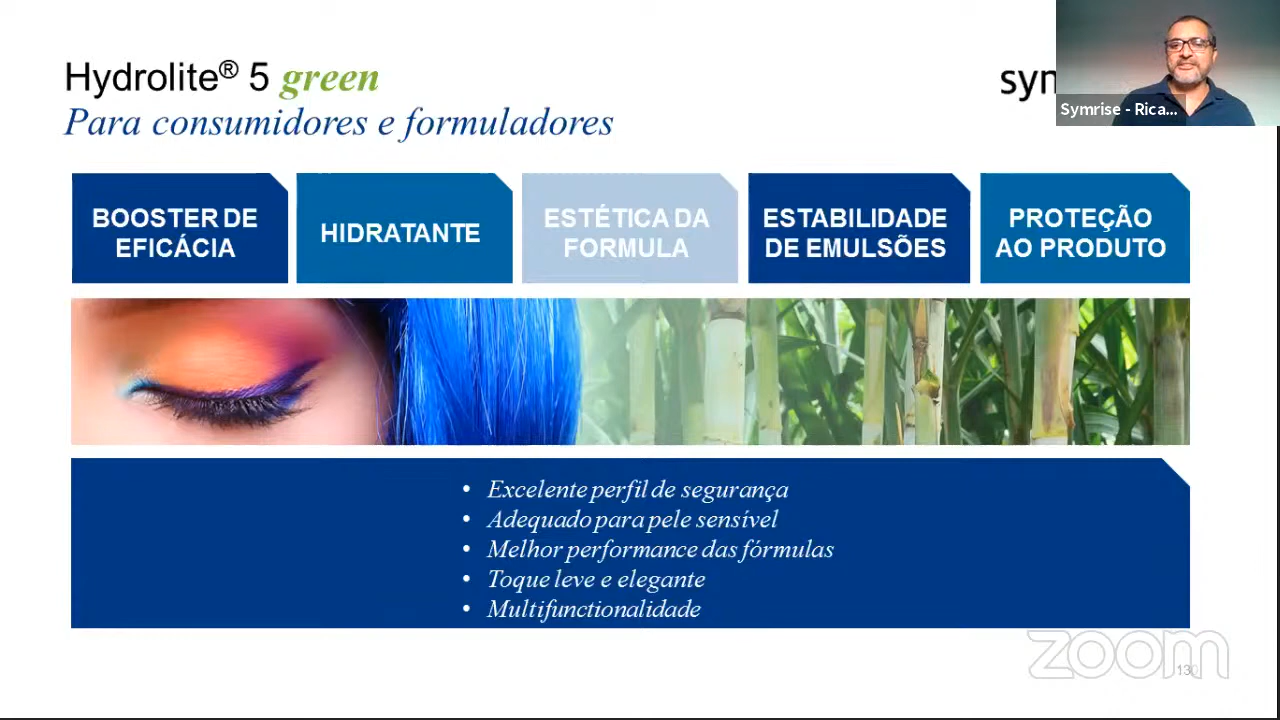 Hydrolite® 5 green
Para consumidores e formuladores
Symrise - Rica...
BOOSTER DE
EFICÁCIA
HIDRATANTE
ESTÉTICA DA
FORMULA
ESTABILIDADE
DE EMULSÕES
PROTEÇÃO
AO PRODUTO
• Excelente perfil de segurança
• Adequado para pele sensível
• Melhor performance das fórmulas
• Toque leve e elegante
• Multifunctionalidade
zoom